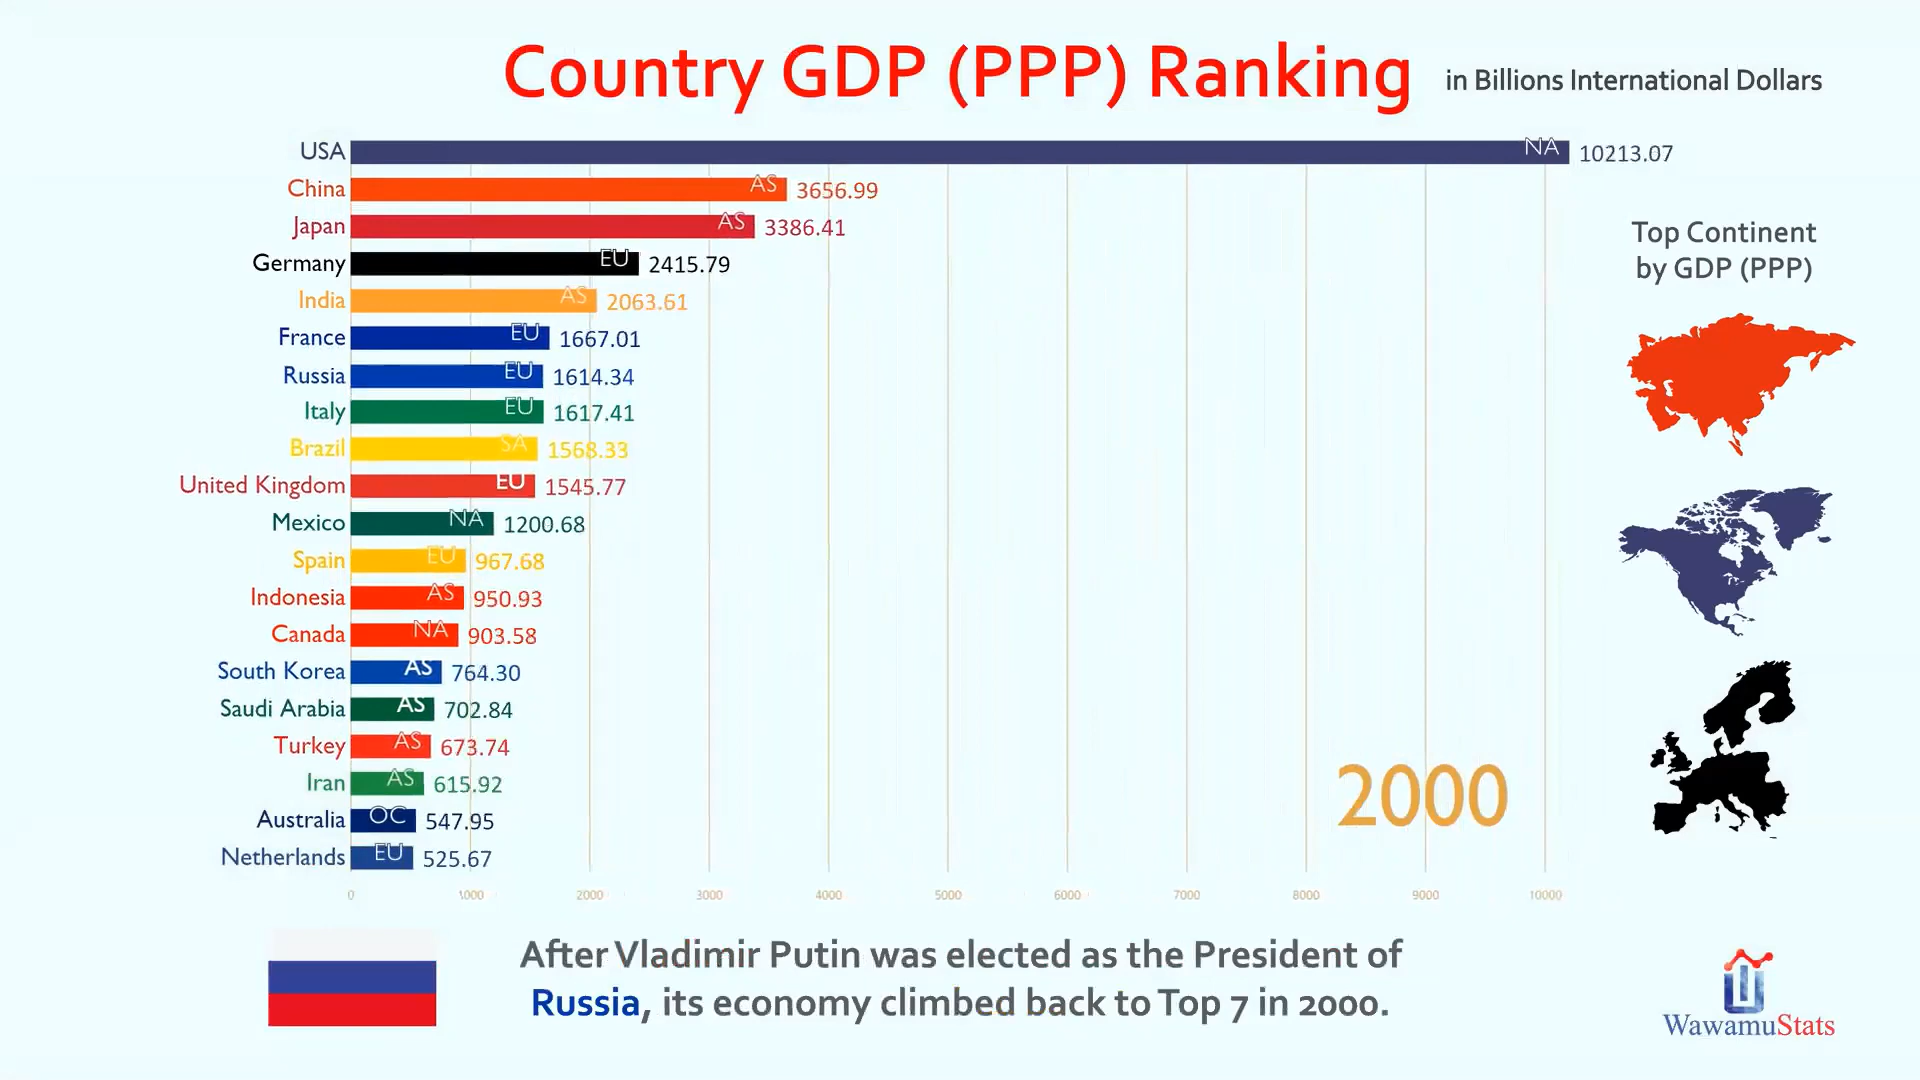 Country GDP (PPP) Ranking in Billions International Dollars
USA NA 10213.07
China AS 3656.99
Japan AS 3386.41
Germany EU 2415.79
India AS 2063.61
France EU 1667.01
Russia EU 1614.34
Italy EU 1617.41
Brazil SA 1568.33
United Kingdom EU 1545.77
Mexico NA 1200.68
Spain EU 967.68
Indonesia AS 950.93
Canada NA 903.58
South Korea AS 764.30
Saudi Arabia AS 702.84
Turkey AS 673.74
Iran AS 615.92
Australia OC 547.95
Netherlands EU 525.67
0 1000 2000 3000 4000 5000 6000 7000 8000 9000 10000
Top Continent
by GDP (PPP)
2000
After Vladimir Putin was elected as the President of
Russia, its economy climbed back to Top 7 in 2000.
WawamuStats